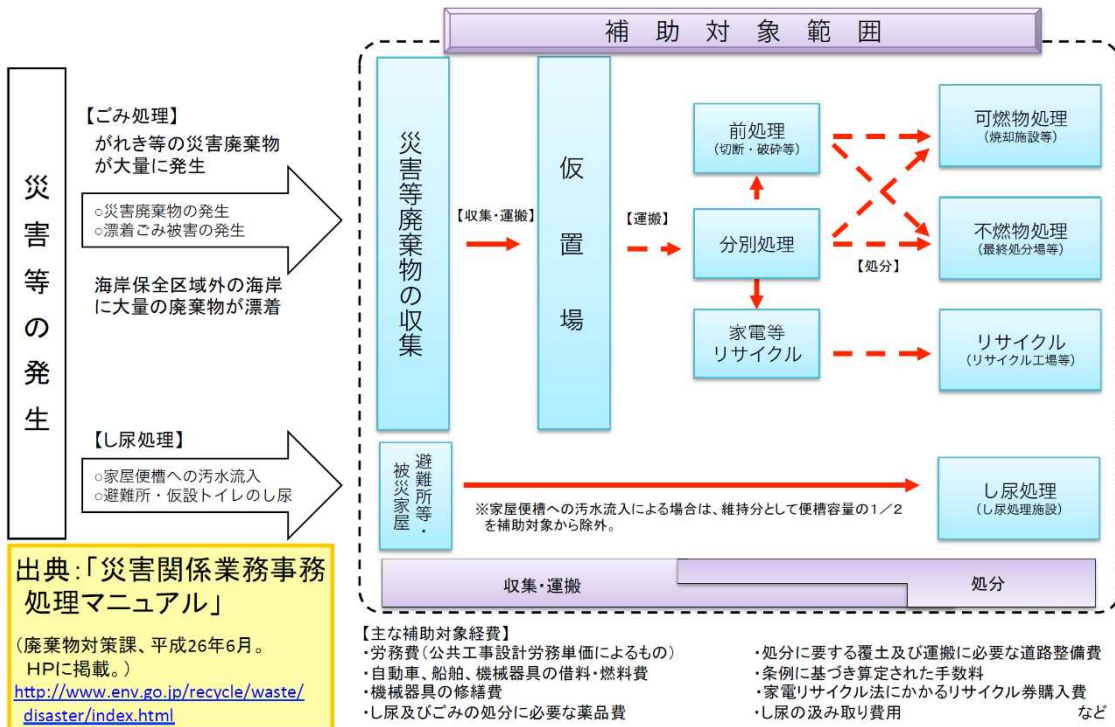 補助対象範囲
災害等の発生
【ごみ処理】
がれき等の災害廃棄物
が大量に発生
○災害廃棄物の発生
○漂着ごみ被害の発生
海岸保全区域外の海岸
に大量の廃棄物が漂着
【し尿処理】
○家屋便槽への汚水流入
○避難所・仮設トイレのし尿
災害等廃棄物の収集
【収集・運搬】
仮置場
【運搬】
前処理
(切断・破砕等)
分別処理
家電等
リサイクル
【処分】
可燃物処理
(焼却施設等)
不燃物処理
(最終処分場等)
リサイクル
(リサイクル工場等)
避難所等・
被災家屋
※家屋便槽への汚水流入による場合は、維持分として便槽容量の1/2
を補助対象から除外。
し尿処理
(し尿処理施設)
収集・運搬
処分
出典:「災害関係業務事務
処理マニュアル」
(廃棄物対策課、平成26年6月。
HPに掲載。)
http://www.env.go.jp/recycle/waste/
disaster/index.html
【主な補助対象経費】
・労務費(公共工事設計労務単価によるもの)
・自動車、船舶、機械器具の借料・燃料費
・機械器具の修繕費
・し尿及びごみの処分に必要な薬品費
・処分に要する覆土及び運搬に必要な道路整備費
・条例に基づき算定された手数料
・家電リサイクル法にかかるリサイクル券購入費
・し尿の汲み取り費用 など